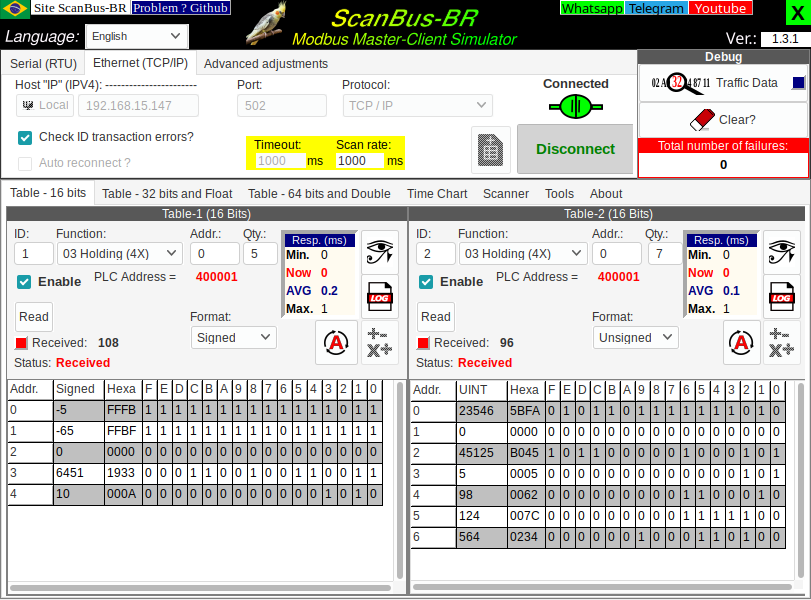 Site ScanBus-BR Problem ? Github
Whatsapp Telegram Youtube
X
Language: English
ScanBus-BR
Modbus Master-Client Simulator
Ver.: 1.3.1
Serial (RTU) Ethernet (TCP/IP) Advanced adjustments
Debug
Host "IP" (IPV4): -----------------------
Port:
Protocol:
Connected
Local 192.168.15.147 502 TCP / IP
Traffic Data
Clear?
Check ID transaction errors?
Auto reconnect ?
Timeout: Scan rate:
1000 ms 1000 ms
Disconnect
Total number of failures:
0
Table - 16 bits Table - 32 bits and Float Table - 64 bits and Double Time Chart Scanner Tools About
Table-1 (16 Bits)
ID: Function: Addr.: Qty.:
1 03 Holding (4X) 0 5
Resp. (ms)
Min. 0
Now 0
AVG 0.2
Max. 1
Enable PLC Address = 400001
LOG
Read
Format:
Signed
A
Received: 108
Status: Received
Addr. Signed Hexa F E D C B A 9 8 7 6 5 4 3 2 1 0
0 -5 FFFB 1 1 1 1 1 1 1 1 1 1 1 1 1 0 1 1
1 -65 FFBF 1 1 1 1 1 1 1 1 1 0 1 1 1 1 1 1
2 0 0000 0 0 0 0 0 0 0 0 0 0 0 0 0 0 0 0
3 6451 1933 0 0 0 1 1 0 0 1 0 0 1 1 0 0 1 1
4 10 000A 0 0 0 0 0 0 0 0 0 0 0 0 1 0 1 0
Table-2 (16 Bits)
ID: Function: Addr.: Qty.:
2 03 Holding (4X) 0 7
Resp. (ms)
Min. 0
Now 0
AVG 0.1
Max. 1
Enable PLC Address = 400001
LOG
Read
Format:
Unsigned
A
Received: 96
Status: Received
Addr. UINT Hexa F E D C B A 9 8 7 6 5 4 3 2 1 0
0 23546 5BFA 0 1 0 1 1 0 1 1 1 1 1 1 1 0 1 0
1 0 0000 0 0 0 0 0 0 0 0 0 0 0 0 0 0 0 0
2 45125 B045 1 0 1 1 0 0 0 0 0 1 0 0 0 1 0 1
3 5 0005 0 0 0 0 0 0 0 0 0 0 0 0 0 1 0 1
4 98 0062 0 0 0 0 0 0 0 0 0 1 1 0 0 0 1 0
5 124 007C 0 0 0 0 0 0 0 0 0 1 1 1 1 1 0 0
6 564 0234 0 0 0 0 0 0 1 0 0 0 1 1 0 1 0 0